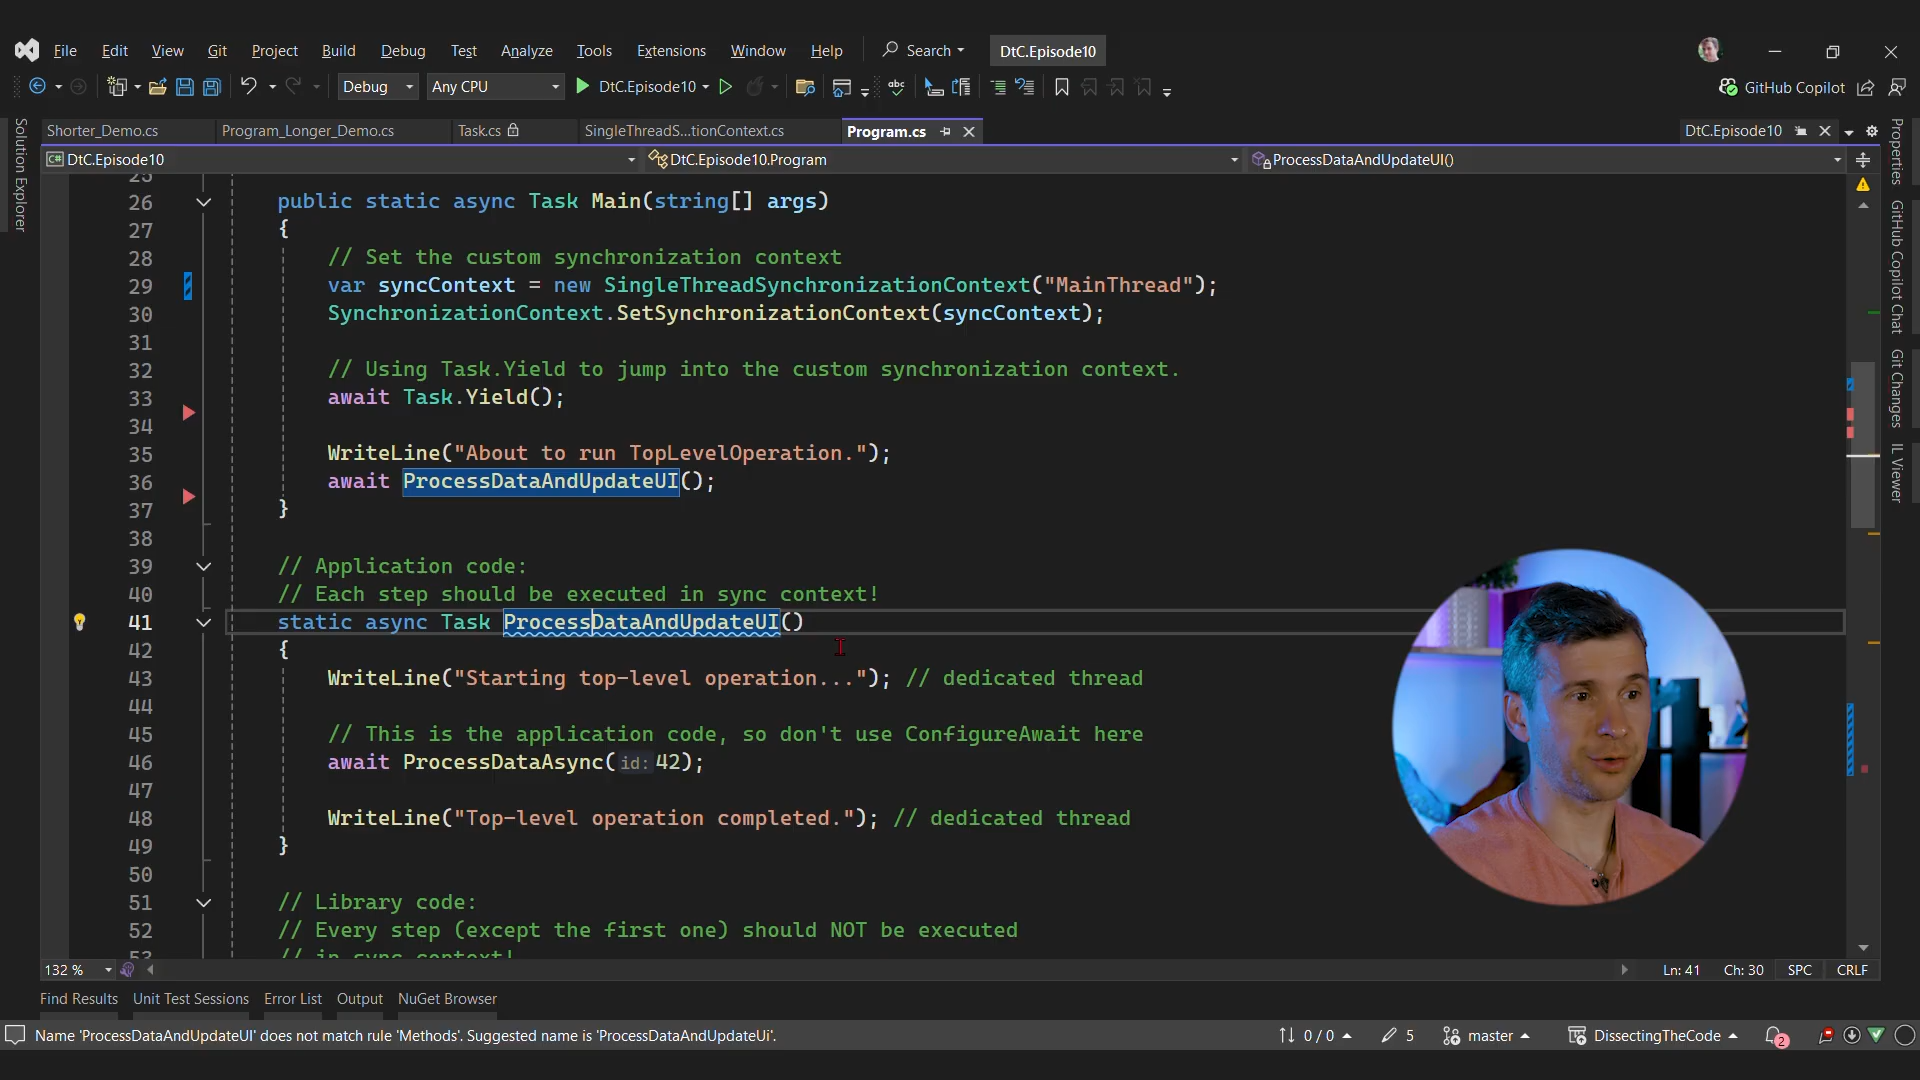 File Edit View Git Project Build Debug Test Analyze Tools Extensions Window Help Search DtC.Episode10
Debug Any CPU DtC.Episode10 abc GitHub Copilot
Shorter_Demo.cs Program_Longer_Demo.cs Task.cs SingleThreadS...tionContext.cs Program.cs DtC.Episode10
C# DtC.Episode10 DtC.Episode10.Program ProcessDataAndUpdateUI()
Solution Explorer
Properties
GitHub Copilot Chat
Git Changes
IL Viewer
25
26 public static async Task Main(string[] args)
27 {
28 // Set the custom synchronization context
29 var syncContext = new SingleThreadSynchronizationContext("MainThread");
30 SynchronizationContext.SetSynchronizationContext(syncContext);
31
32 // Using Task.Yield to jump into the custom synchronization context.
33 await Task.Yield();
34
35 WriteLine("About to run TopLevelOperation.");
36 await ProcessDataAndUpdateUI();
37 }
38
39 // Application code:
40 // Each step should be executed in sync context!
41 static async Task ProcessDataAndUpdateUI()
42 {
43 WriteLine("Starting top-level operation..."); // dedicated thread
44
45 // This is the application code, so don't use ConfigureAwait here
46 await ProcessDataAsync(id: 42);
47
48 WriteLine("Top-level operation completed."); // dedicated thread
49 }
50
51 // Library code:
52 // Every step (except the first one) should NOT be executed
53 // in sync context!
132 % Ln: 41 Ch: 30 SPC CRLF
Find Results Unit Test Sessions Error List Output NuGet Browser
Name 'ProcessDataAndUpdateUI' does not match rule 'Methods'. Suggested name is 'ProcessDataAndUpdateUi'. 0 / 0 5 master DissectingTheCode 2